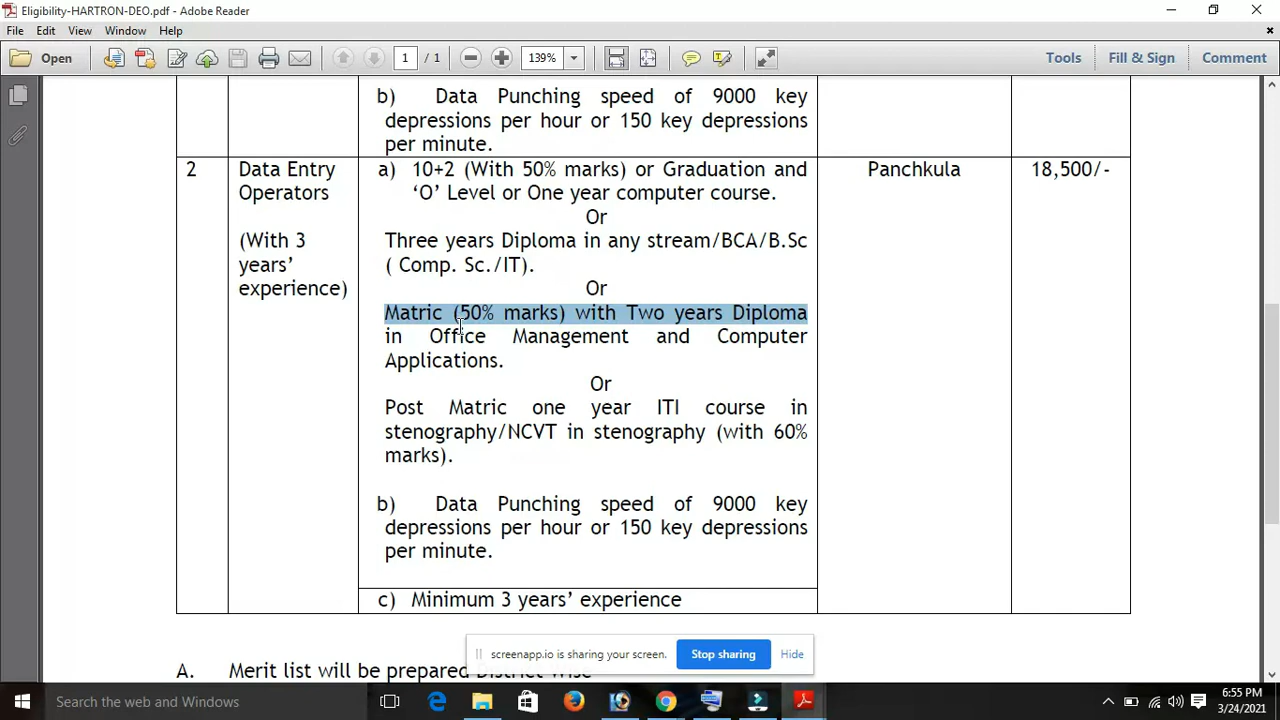 Eligibility-HARTRON-DEO.pdf - Adobe Reader
File Edit View Window Help
Open 1 / 1 139% Tools Fill & Sign Comment
b) Data Punching speed of 9000 key
depressions per hour or 150 key depressions
per minute.
2 Data Entry a) 10+2 (With 50% marks) or Graduation and Panchkula 18,500/-
Operators ‘O’ Level or One year computer course.
Or
(With 3 Three years Diploma in any stream/BCA/B.Sc
years’ ( Comp. Sc./IT).
experience) Or
Matric (50% marks) with Two years Diploma
in Office Management and Computer
Applications.
Or
Post Matric one year ITI course in
stenography/NCVT in stenography (with 60%
marks).
b) Data Punching speed of 9000 key
depressions per hour or 150 key depressions
per minute.
c) Minimum 3 years’ experience
screenapp.io is sharing your screen. Stop sharing Hide
A. Merit list will be prepared District wise
Search the web and Windows
6:55 PM
3/24/2021